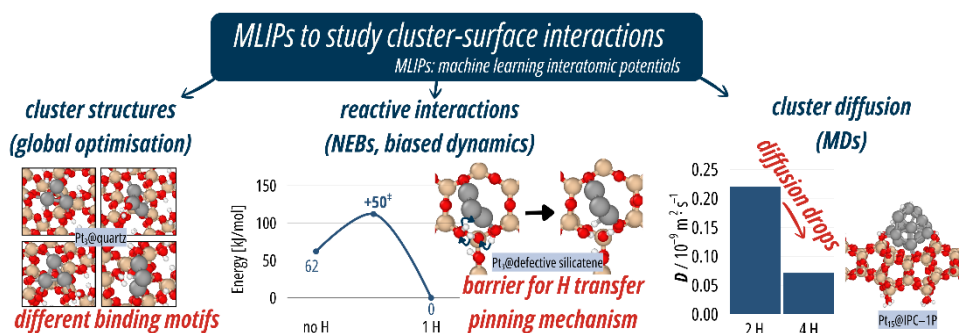 MLIPs to study cluster-surface interactions
MLIPs: machine learning interatomic potentials
cluster structures
(global optimisation)
Pt₃@quartz
different binding motifs
reactive interactions
(NEBs, biased dynamics)
Energy [kJ/mol]
150
100
50
0
62
+50‡
0
no H
1 H
Pt₃@defective silicatene
barrier for H transfer
pinning mechanism
cluster diffusion
(MDs)
D / 10⁻⁹ m² s⁻¹
0.25
0.20
0.15
0.10
0.05
0.00
diffusion drops
2 H
4 H
Pt₁₅@IPC–1P